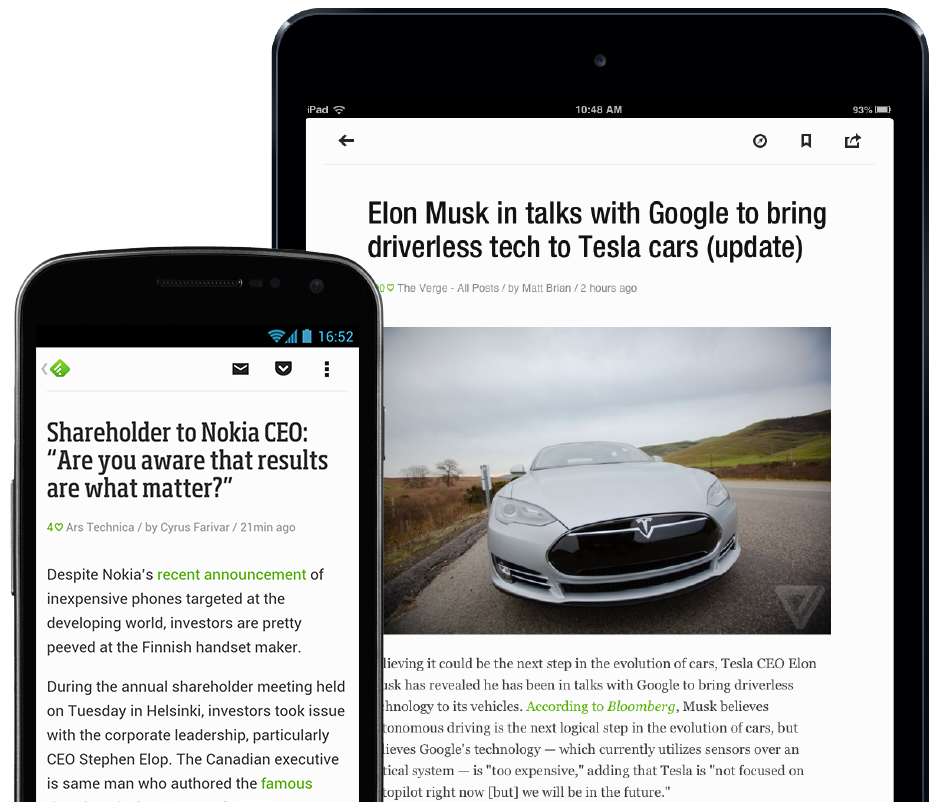 iPad
10:48 AM
93%
Elon Musk in talks with Google to bring
driverless tech to Tesla cars (update)
The Verge - All Posts / by Matt Brian / 2 hours ago
lieving it could be the next step in the evolution of cars, Tesla CEO Elon
usk has revealed he has been in talks with Google to bring driverless
hnology to its vehicles. According to Bloomberg, Musk believes
tonomous driving is the next logical step in the evolution of cars, but
lieves Google's technology — which currently utilizes sensors over an
tical system — is "too expensive," adding that Tesla is "not focused on
topilot right now [but] we will be in the future."
16:52
Shareholder to Nokia CEO:
“Are you aware that results
are what matter?”
4 Ars Technica / by Cyrus Farivar / 21min ago
Despite Nokia's recent announcement of
inexpensive phones targeted at the
developing world, investors are pretty
peeved at the Finnish handset maker.
During the annual shareholder meeting held
on Tuesday in Helsinki, investors took issue
with the corporate leadership, particularly
CEO Stephen Elop. The Canadian executive
is same man who authored the famous